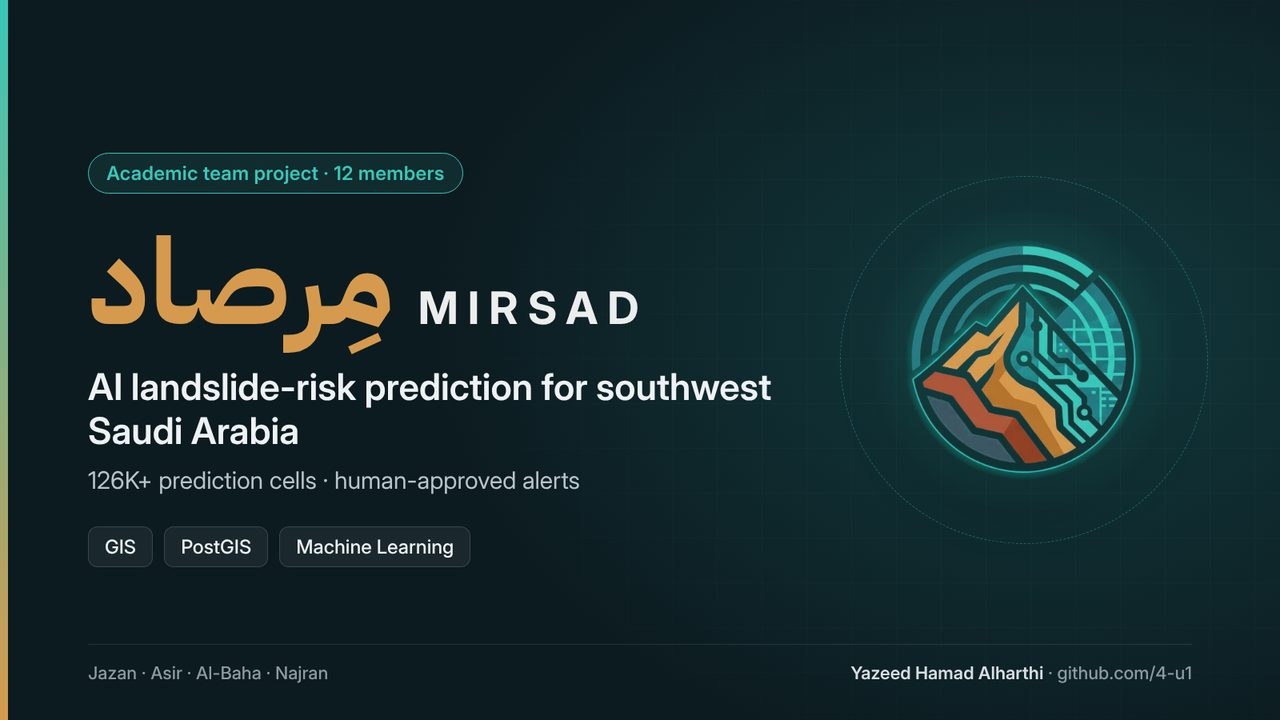 Academic team project · 12 members
مِرصاد MIRSAD
AI landslide-risk prediction for southwest
Saudi Arabia
126K+ prediction cells · human-approved alerts
GIS PostGIS Machine Learning
Jazan · Asir · Al-Baha · Najran
Yazeed Hamad Alharthi · github.com/4-u1